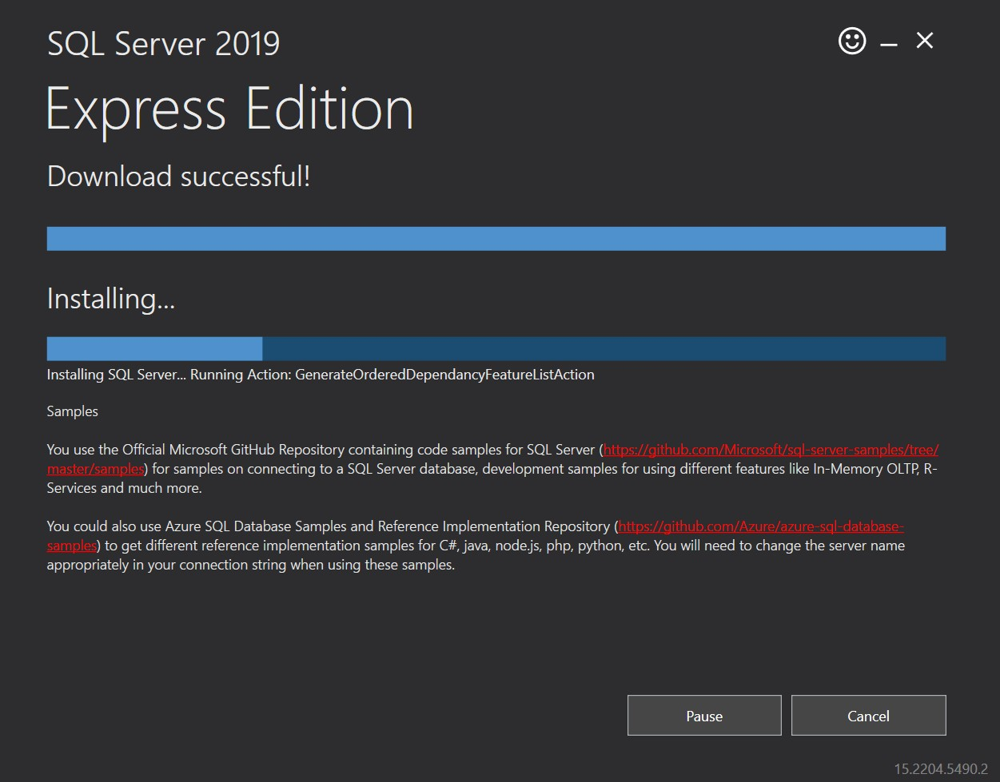 SQL Server 2019
Express Edition
Download successful!
Installing...
Installing SQL Server... Running Action: GenerateOrderedDependancyFeatureListAction
Samples
You use the Official Microsoft GitHub Repository containing code samples for SQL Server (https://github.com/Microsoft/sql-server-samples/tree/
master/samples) for samples on connecting to a SQL Server database, development samples for using different features like In-Memory OLTP, R-
Services and much more.
You could also use Azure SQL Database Samples and Reference Implementation Repository (https://github.com/Azure/azure-sql-database-
samples) to get different reference implementation samples for C#, java, node.js, php, python, etc. You will need to change the server name
appropriately in your connection string when using these samples.
Pause
Cancel
15.2204.5490.2